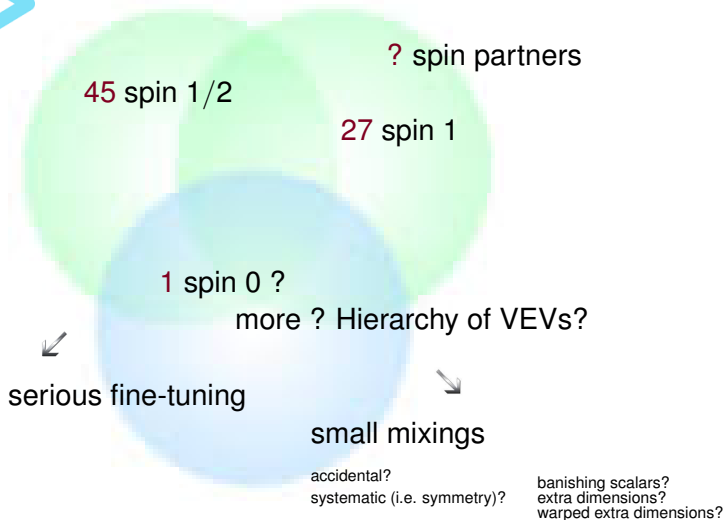 ? spin partners
45 spin 1/2
27 spin 1
1 spin 0 ?
more ? Hierarchy of VEVs?
serious fine-tuning
small mixings
accidental?
systematic (i.e. symmetry)?
banishing scalars?
extra dimensions?
warped extra dimensions?